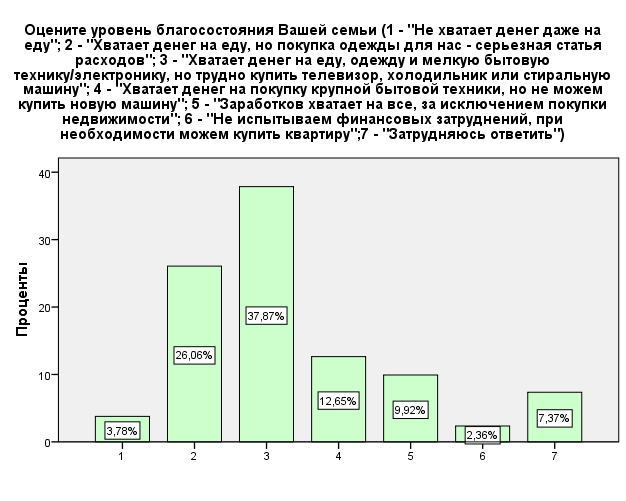 Оцените уровень благосостояния Вашей семьи (1 - "Не хватает денег даже на
еду"; 2 - "Хватает денег на еду, но покупка одежды для нас - серьезная статья
расходов"; 3 - "Хватает денег на еду, одежду и мелкую бытовую
технику/электронику, но трудно купить телевизор, холодильник или стиральную
машину"; 4 - "Хватает денег на покупку крупной бытовой техники, но не можем
купить новую машину"; 5 - "Заработков хватает на все, за исключением покупки
недвижимости"; 6 - "Не испытываем финансовых затруднений, при
необходимости можем купить квартиру";7 - "Затрудняюсь ответить")
Проценты
40
30
20
10
0
3,78%
26,06%
37,87%
12,65%
9,92%
2,36%
7,37%
1 2 3 4 5 6 7